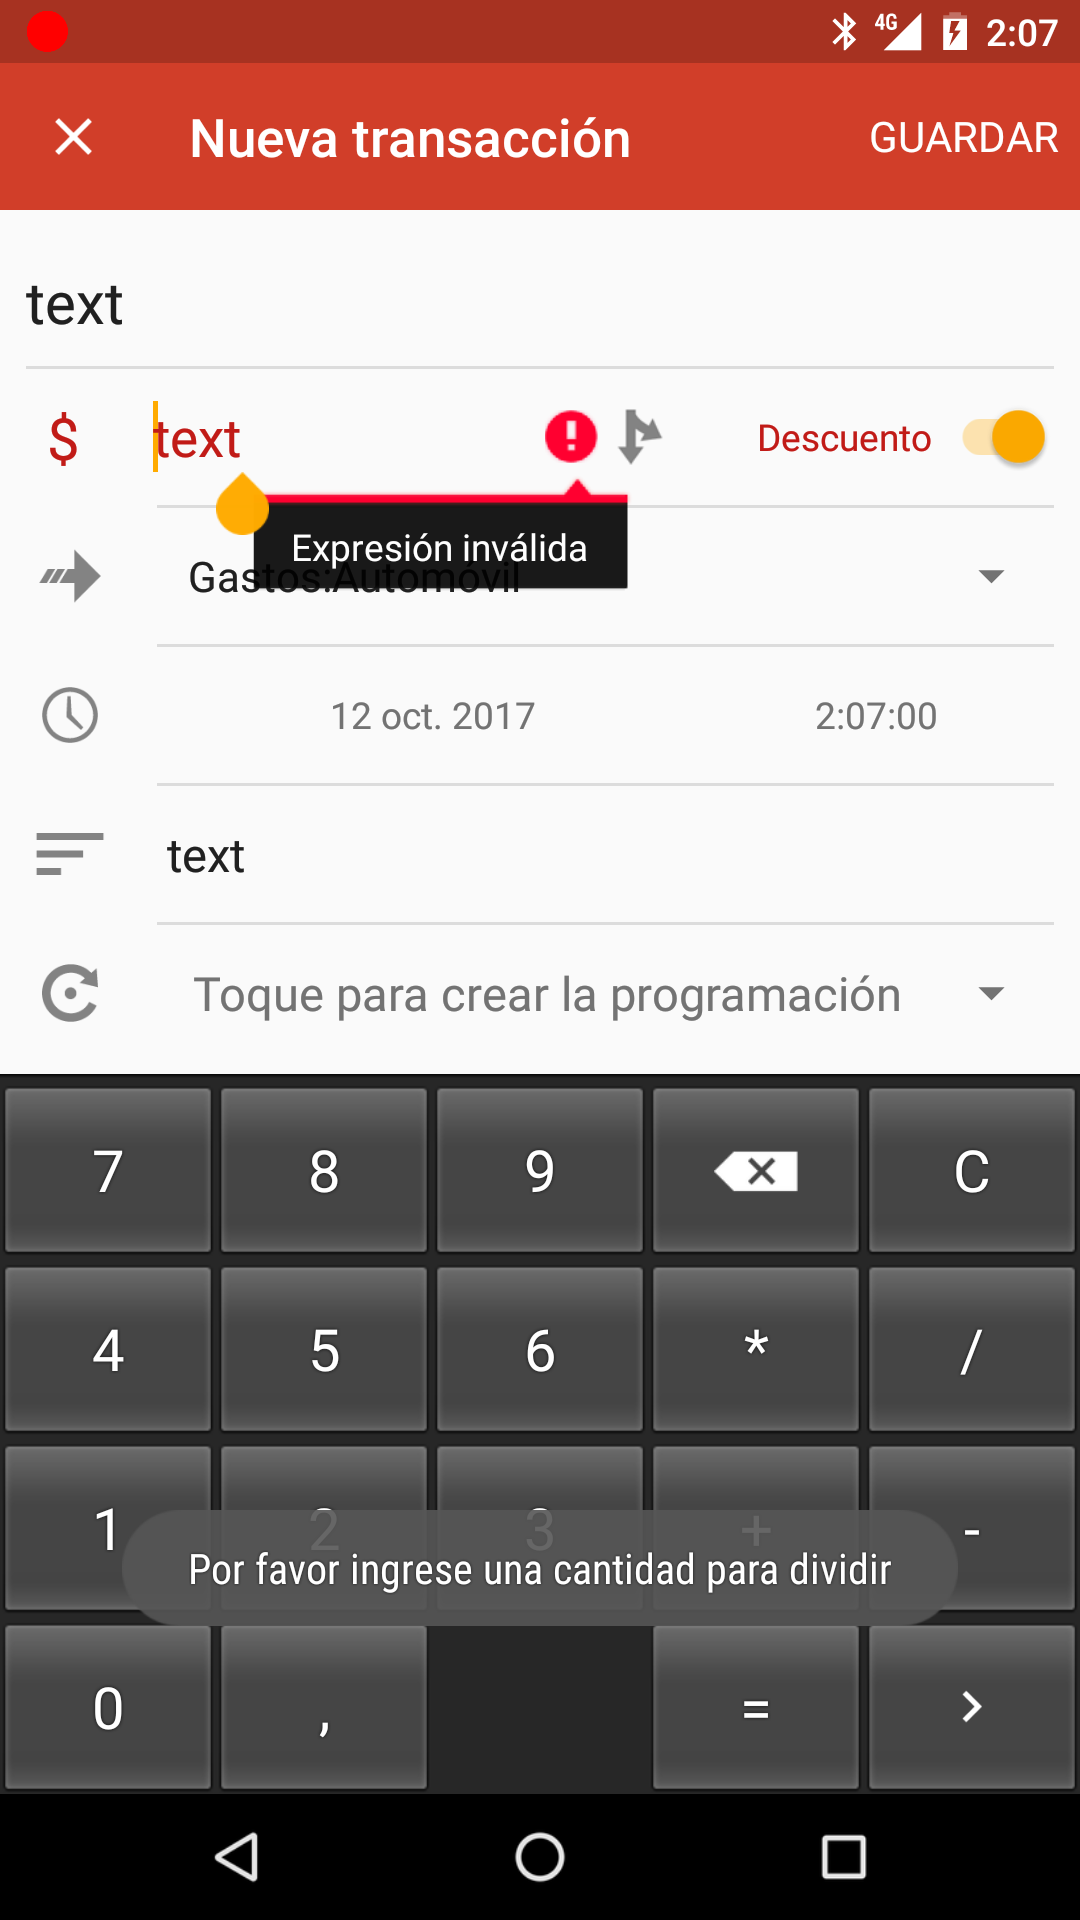 4G 2:07
Nueva transacción GUARDAR
text
$ text Descuento
Expresión inválida
Gastos:Automóvil
12 oct. 2017 2:07:00
text
Toque para crear la programación
7 8 9 C
4 5 6 * /
1 2 3 + -
Por favor ingrese una cantidad para dividir
0 , = >